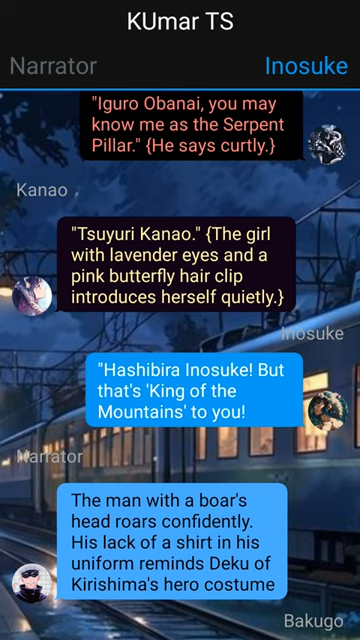 KUmar TS
Narrator
Inosuke
"Iguro Obanai, you may
know me as the Serpent
Pillar." {He says curtly.}
Kanao
"Tsuyuri Kanao." {The girl
with lavender eyes and a
pink butterfly hair clip
introduces herself quietly.}
Inosuke
"Hashibira Inosuke! But
that's 'King of the
Mountains' to you!
Narrator
The man with a boar's
head roars confidently.
His lack of a shirt in his
uniform reminds Deku of
Kirishima's hero costume
Bakugo